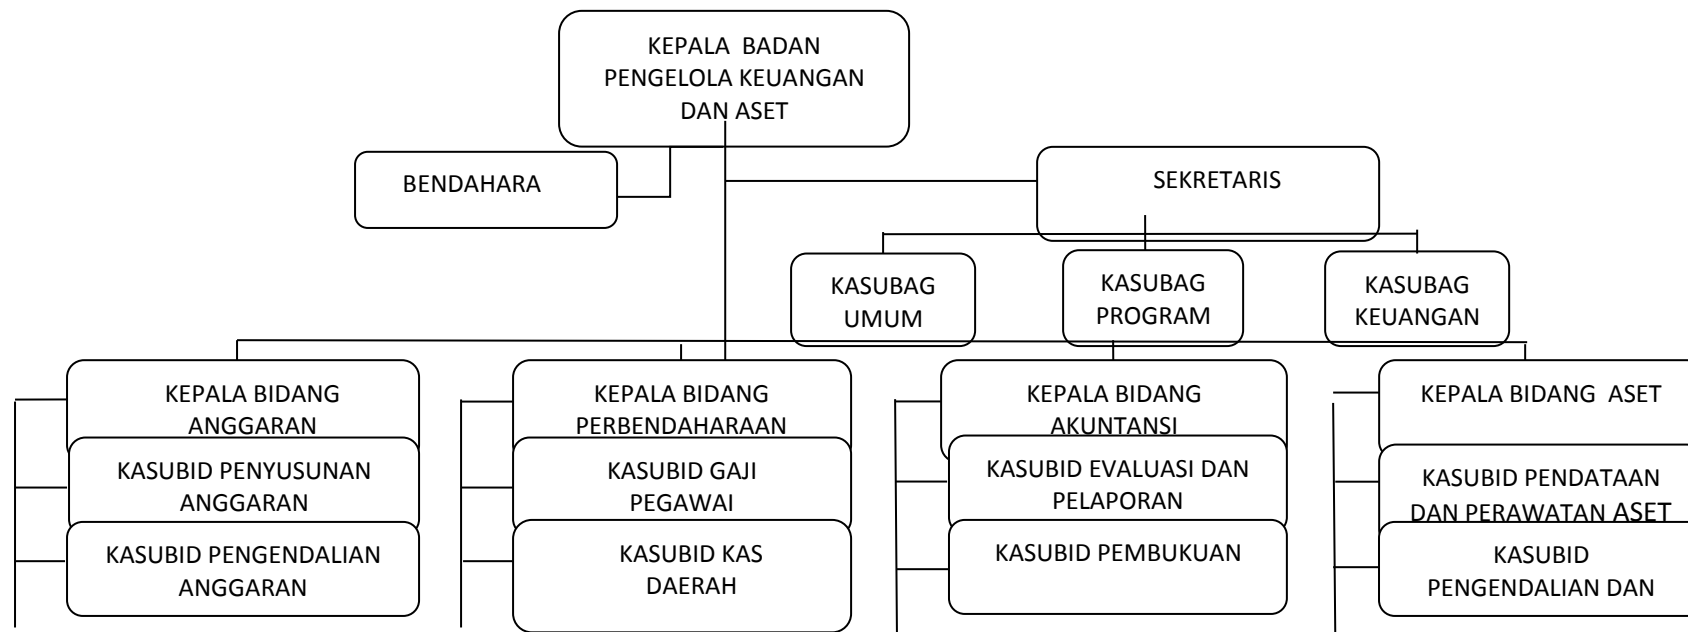 KEPALA BADAN
PENGELOLA KEUANGAN
DAN ASET
BENDAHARA
SEKRETARIS
KASUBAG
UMUM
KASUBAG
PROGRAM
KASUBAG
KEUANGAN
KEPALA BIDANG
ANGGARAN
KASUBID PENYUSUNAN
ANGGARAN
KASUBID PENGENDALIAN
ANGGARAN
KEPALA BIDANG
PERBENDAHARAAN
KASUBID GAJI
PEGAWAI
KASUBID KAS
DAERAH
KEPALA BIDANG
AKUNTANSI
KASUBID EVALUASI DAN
PELAPORAN
KASUBID PEMBUKUAN
KEPALA BIDANG ASET
KASUBID PENDATAAN
DAN PERAWATAN ASET
KASUBID
PENGENDALIAN DAN